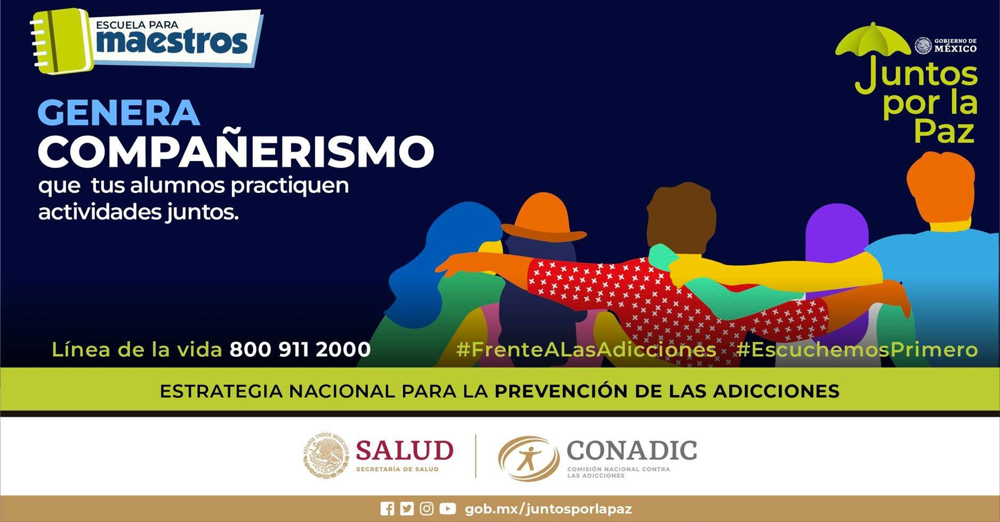 ESCUELA PARA
maestros
GOBIERNO DE
MÉXICO
Juntos
por la
Paz
GENERA
COMPAÑERISMO
que tus alumnos practiquen
actividades juntos.
Línea de la vida 800 911 2000
#FrenteALasAdicciones #EscuchemosPrimero
ESTRATEGIA NACIONAL PARA LA PREVENCIÓN DE LAS ADICCIONES
ESTADOS UNIDOS MEXICANOS
SALUD
SECRETARÍA DE SALUD
CONADIC
COMISIÓN NACIONAL CONTRA
LAS ADICCIONES
gob.mx/juntosporlapaz